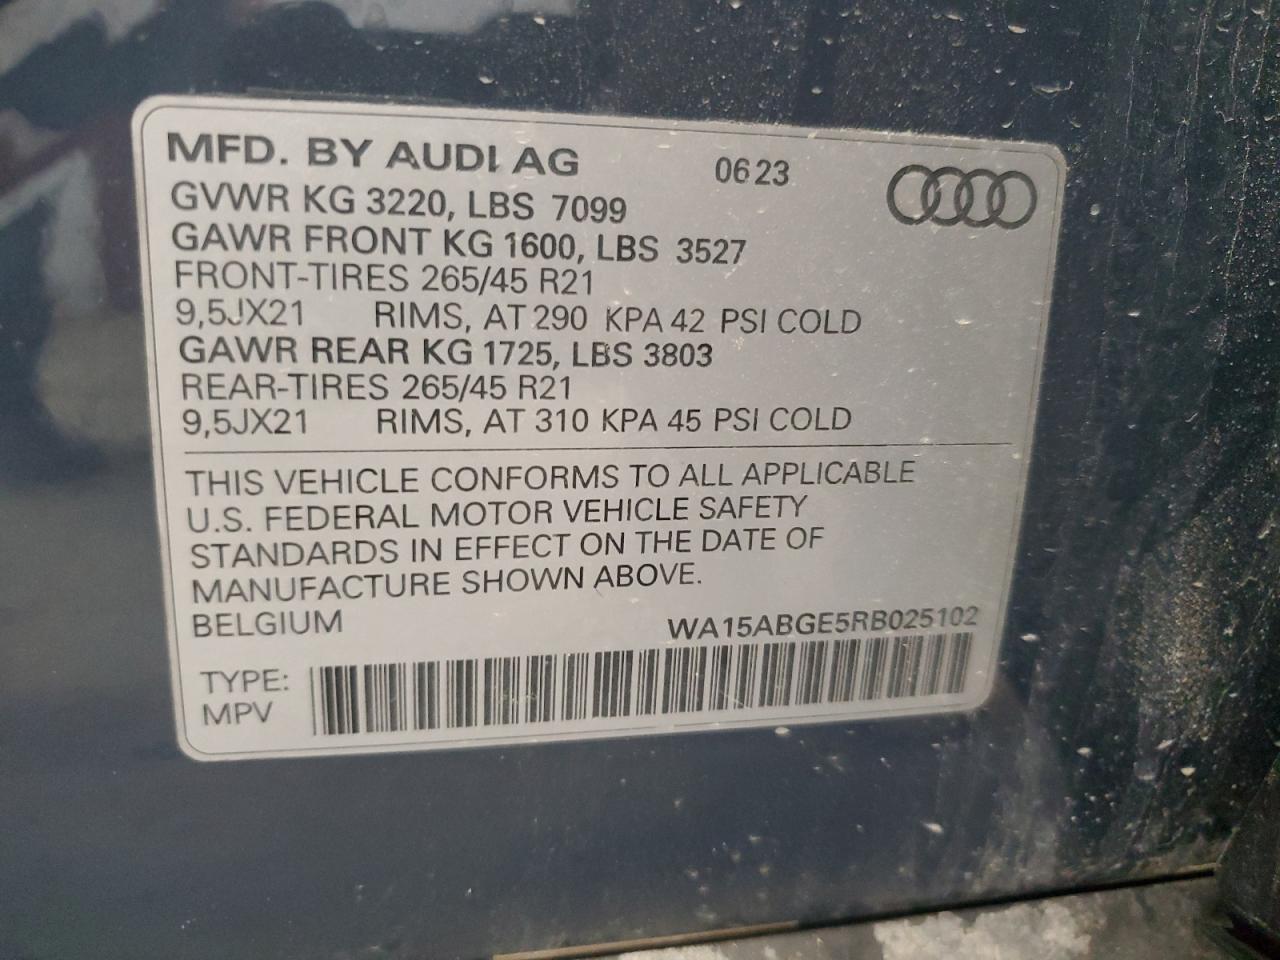 MFD. BY AUDI AG 0623
GVWR KG 3220, LBS 7099
GAWR FRONT KG 1600, LBS 3527
FRONT-TIRES 265/45 R21
9,5JX21 RIMS, AT 290 KPA 42 PSI COLD
GAWR REAR KG 1725, LBS 3803
REAR-TIRES 265/45 R21
9,5JX21 RIMS, AT 310 KPA 45 PSI COLD
THIS VEHICLE CONFORMS TO ALL APPLICABLE
U.S. FEDERAL MOTOR VEHICLE SAFETY
STANDARDS IN EFFECT ON THE DATE OF
MANUFACTURE SHOWN ABOVE.
BELGIUM WA15ABGE5RB025102
TYPE:
MPV